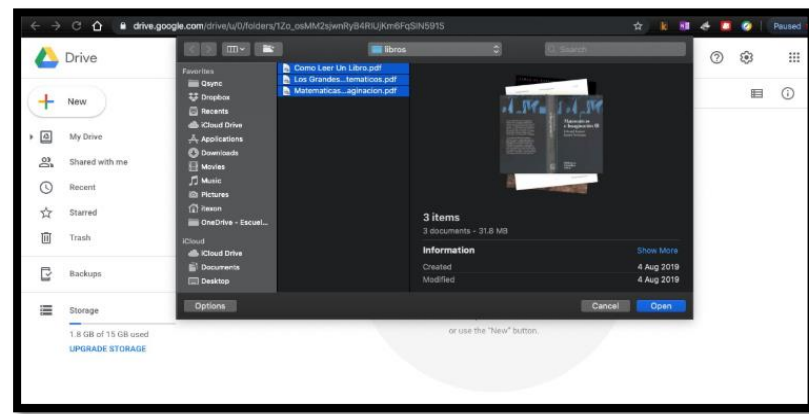 drive.google.com/drive/u/0/folders/1Zo_osMM2sjwnRyB4RIUjKm6FqSIN5915
Paused
Drive
libros
Search
New
My Drive
Shared with me
Recent
Starred
Trash
Backups
Storage
1.8 GB of 15 GB used
UPGRADE STORAGE
Favorites
Qsync
Dropbox
Recents
iCloud Drive
Applications
Downloads
Movies
Music
Pictures
itexon
OneDrive - Escuel...
iCloud
iCloud Drive
Documents
Desktop
Como Leer Un Libro.pdf
Los Grandes...tematicos.pdf
Matematicas...aginacion.pdf
3 items
3 documents - 31.8 MB
Information
Show More
Created
4 Aug 2019
Modified
4 Aug 2019
Options
Cancel
Open
or use the "New" button.